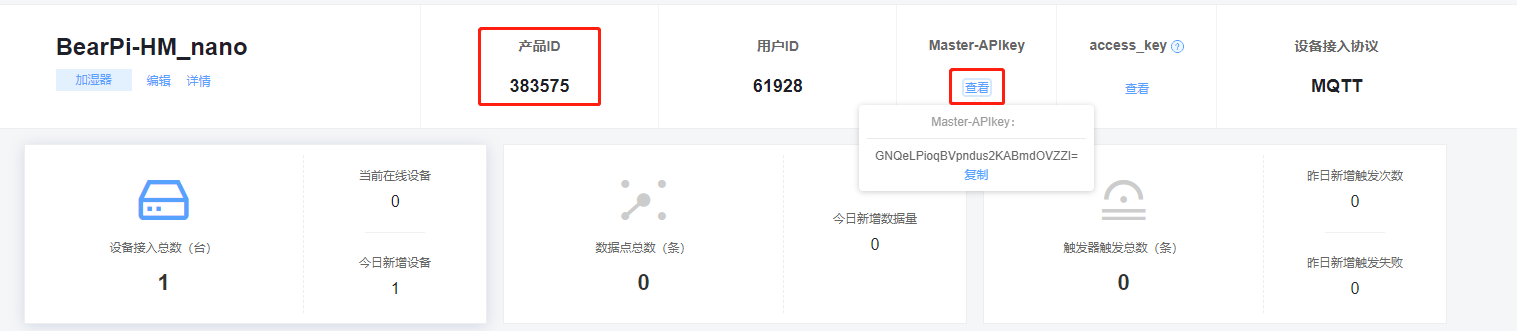 BearPi-HM_nano
加湿器 编辑 详情
产品ID
383575
用户ID
61928
Master-APIkey
查看
access_key ?
查看
设备接入协议
MQTT
Master-APIkey：
GNQeLPioqBVpndus2KABmdOVZZI=
复制
设备接入总数（台）
1
当前在线设备
0
今日新增设备
1
数据点总数（条）
0
今日新增数据量
0
触发器触发总数（条）
0
昨日新增触发次数
0
昨日新增触发失败
0